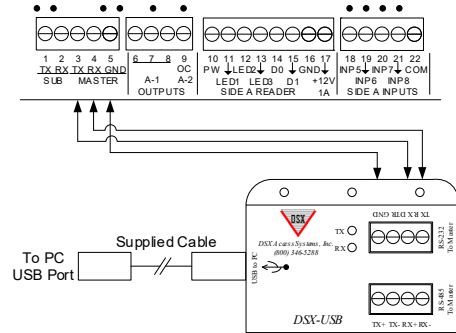 1 2 3 4 5 6 7 8 9 10 11 12 13 14 15 16 17 18 19 20 21 22
TX RX TX RX GND OC PW LED2 D0 GND INP5 INP7 COM
SUB MASTER A-1 A-2 LED1 LED3 D1 +12V INP6 INP8
OUTPUTS SIDE A READER 1A SIDE A INPUTS
DSX
DSX Access Systems, Inc.
(800) 346-5288
TX
RX
TX RX DTR GND
RS-232
To Master
Supplied Cable
To PC
USB Port
USB to PC
RS-485
To Master
DSX-USB
TX+ TX- RX+ RX-